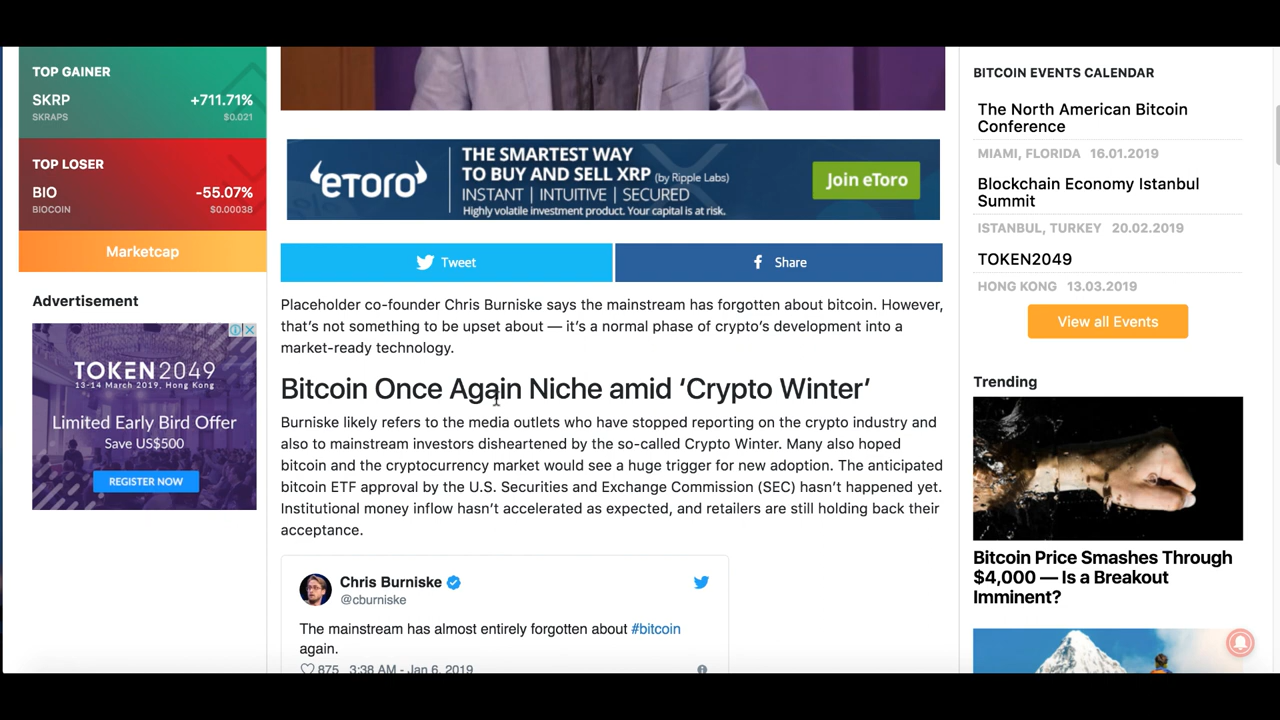 TOP GAINER
SKRP +711.71%
SKRAPS $0.021
TOP LOSER
BIO -55.07%
BIOCOIN $0.00038
Marketcap
Advertisement
TOKEN2049
13-14 March 2019, Hong Kong
Limited Early Bird Offer
Save US$500
REGISTER NOW
eToro
THE SMARTEST WAY
TO BUY AND SELL XRP (by Ripple Labs)
INSTANT | INTUITIVE | SECURED
Highly volatile investment product. Your capital is at risk.
Join eToro
Tweet
Share
Placeholder co-founder Chris Burniske says the mainstream has forgotten about bitcoin. However,
that’s not something to be upset about — it’s a normal phase of crypto’s development into a
market-ready technology.
Bitcoin Once Again Niche amid ‘Crypto Winter’
Burniske likely refers to the media outlets who have stopped reporting on the crypto industry and
also to mainstream investors disheartened by the so-called Crypto Winter. Many also hoped
bitcoin and the cryptocurrency market would see a huge trigger for new adoption. The anticipated
bitcoin ETF approval by the U.S. Securities and Exchange Commission (SEC) hasn’t happened yet.
Institutional money inflow hasn’t accelerated as expected, and retailers are still holding back their
acceptance.
Chris Burniske
@cburniske
The mainstream has almost entirely forgotten about #bitcoin
again.
875 3:38 AM - Jan 6, 2019
BITCOIN EVENTS CALENDAR
The North American Bitcoin
Conference
MIAMI, FLORIDA 16.01.2019
Blockchain Economy Istanbul
Summit
ISTANBUL, TURKEY 20.02.2019
TOKEN2049
HONG KONG 13.03.2019
View all Events
Trending
Bitcoin Price Smashes Through
$4,000 — Is a Breakout
Imminent?